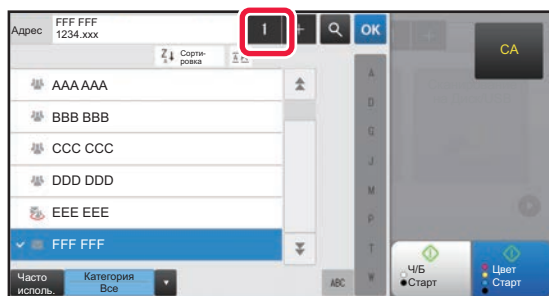 Адрес
FFF FFF
1234.xxx
1
+
OK
CA
Z
A
Сорти-
ровка
AAA AAA
BBB BBB
CCC CCC
DDD DDD
EEE EEE
FFF FFF
A
D
G
J
M
P
T
W
ABC
Часто
исполь.
Категория
Все
Ч/Б
Старт
Цвет
Старт